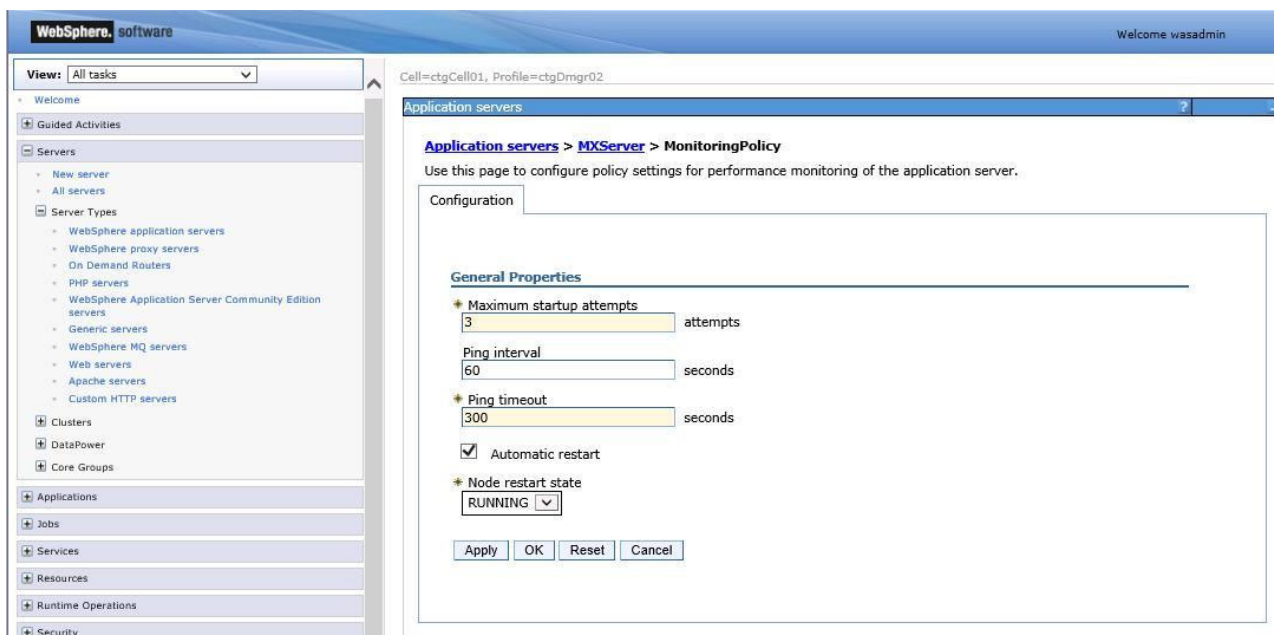 WebSphere. software
Welcome wasadmin
View: All tasks
Welcome
Guided Activities
Servers
New server
All servers
Server Types
WebSphere application servers
WebSphere proxy servers
On Demand Routers
PHP servers
WebSphere Application Server Community Edition
servers
Generic servers
WebSphere MQ servers
Web servers
Apache servers
Custom HTTP servers
Clusters
DataPower
Core Groups
Applications
Jobs
Services
Resources
Runtime Operations
Security
Cell=ctgCell01, Profile=ctgDmgr02
Application servers ? -
Application servers > MXServer > MonitoringPolicy
Use this page to configure policy settings for performance monitoring of the application server.
Configuration
General Properties
Maximum startup attempts
3 attempts
Ping interval
60 seconds
Ping timeout
300 seconds
Automatic restart
Node restart state
RUNNING
Apply OK Reset Cancel